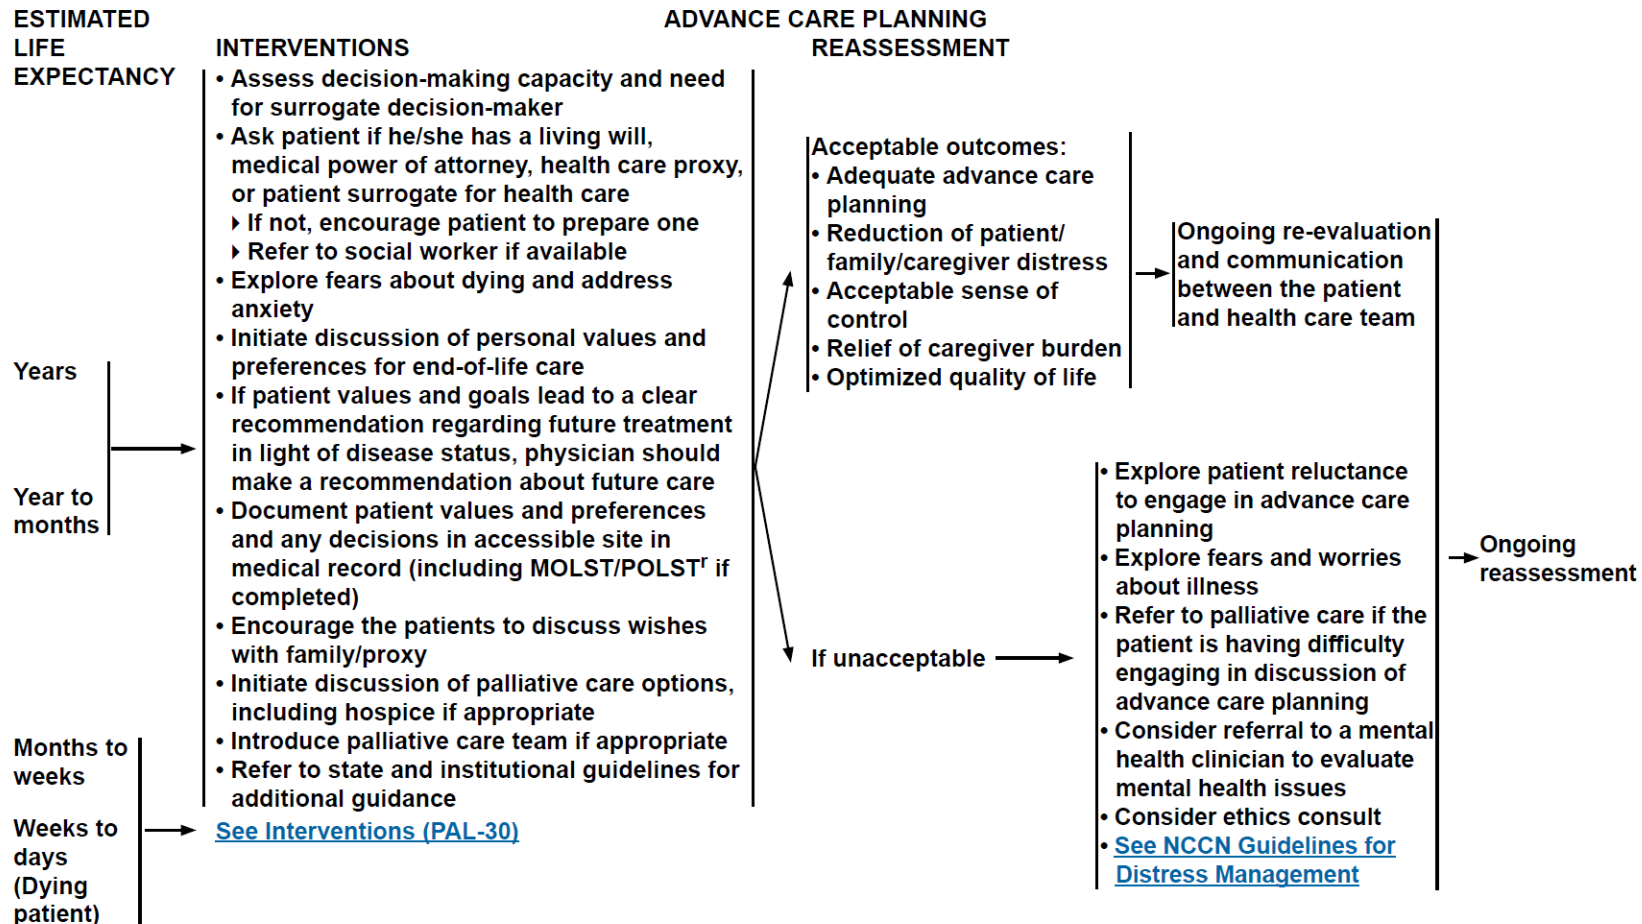 ADVANCE CARE PLANNING
ESTIMATED
LIFE
EXPECTANCY
INTERVENTIONS
REASSESSMENT
Years
Year to
months
• Assess decision-making capacity and need
for surrogate decision-maker
• Ask patient if he/she has a living will,
medical power of attorney, health care proxy,
or patient surrogate for health care
▸ If not, encourage patient to prepare one
▸ Refer to social worker if available
• Explore fears about dying and address
anxiety
• Initiate discussion of personal values and
preferences for end-of-life care
• If patient values and goals lead to a clear
recommendation regarding future treatment
in light of disease status, physician should
make a recommendation about future care
• Document patient values and preferences
and any decisions in accessible site in
medical record (including MOLST/POLSTʳ if
completed)
• Encourage the patients to discuss wishes
with family/proxy
• Initiate discussion of palliative care options,
including hospice if appropriate
• Introduce palliative care team if appropriate
• Refer to state and institutional guidelines for
additional guidance
Months to
weeks
Weeks to
days
(Dying
patient)
See Interventions (PAL-30)
Acceptable outcomes:
• Adequate advance care
planning
• Reduction of patient/
family/caregiver distress
• Acceptable sense of
control
• Relief of caregiver burden
• Optimized quality of life
Ongoing re-evaluation
and communication
between the patient
and health care team
If unacceptable
• Explore patient reluctance
to engage in advance care
planning
• Explore fears and worries
about illness
• Refer to palliative care if the
patient is having difficulty
engaging in discussion of
advance care planning
• Consider referral to a mental
health clinician to evaluate
mental health issues
• Consider ethics consult
• See NCCN Guidelines for
Distress Management
Ongoing
reassessment